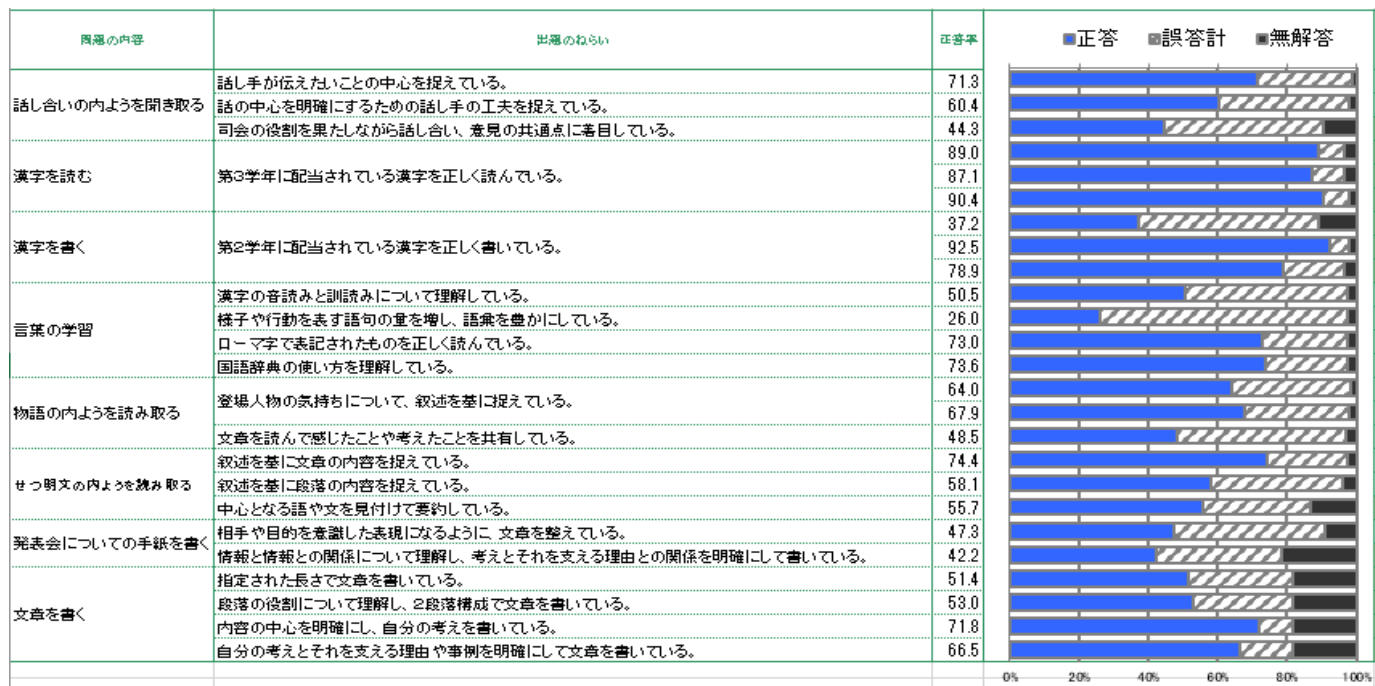 問題の内容 出題のねらい 正答率 ■正答 ■誤答計 ■無解答
話し合いの内ようを聞き取る
話し手が伝えたいことの中心を捉えている。 71.3
話の中心を明確にするための話し手の工夫を捉えている。 60.4
司会の役割を果たしながら話し合い、意見の共通点に着目している。 44.3
漢字を読む
第3学年に配当されている漢字を正しく読んでいる。
89.0
87.1
90.4
漢字を書く
第2学年に配当されている漢字を正しく書いている。
37.2
92.5
78.9
言葉の学習
漢字の音読みと訓読みについて理解している。 50.5
様子や行動を表す語句の量を増し、語彙を豊かにしている。 26.0
ローマ字で表記されたものを正しく読んでいる。 73.0
国語辞典の使い方を理解している。 73.6
物語の内ようを読み取る
登場人物の気持ちについて、叙述を基に捉えている。
64.0
67.9
文章を読んで感じたことや考えたことを共有している。 48.5
せつ明文の内ようを読み取る
叙述を基に文章の内容を捉えている。 74.4
叙述を基に段落の内容を捉えている。 58.1
中心となる語や文を見付けて要約している。 55.7
発表会についての手紙を書く
相手や目的を意識した表現になるように、文章を整えている。 47.3
情報と情報との関係について理解し、考えとそれを支える理由との関係を明確にして書いている。 42.2
文章を書く
指定された長さで文章を書いている。 51.4
段落の役割について理解し、2段落構成で文章を書いている。 53.0
内容の中心を明確にし、自分の考えを書いている。 71.8
自分の考えとそれを支える理由や事例を明確にして文章を書いている。 66.5
0% 20% 40% 60% 80% 100%